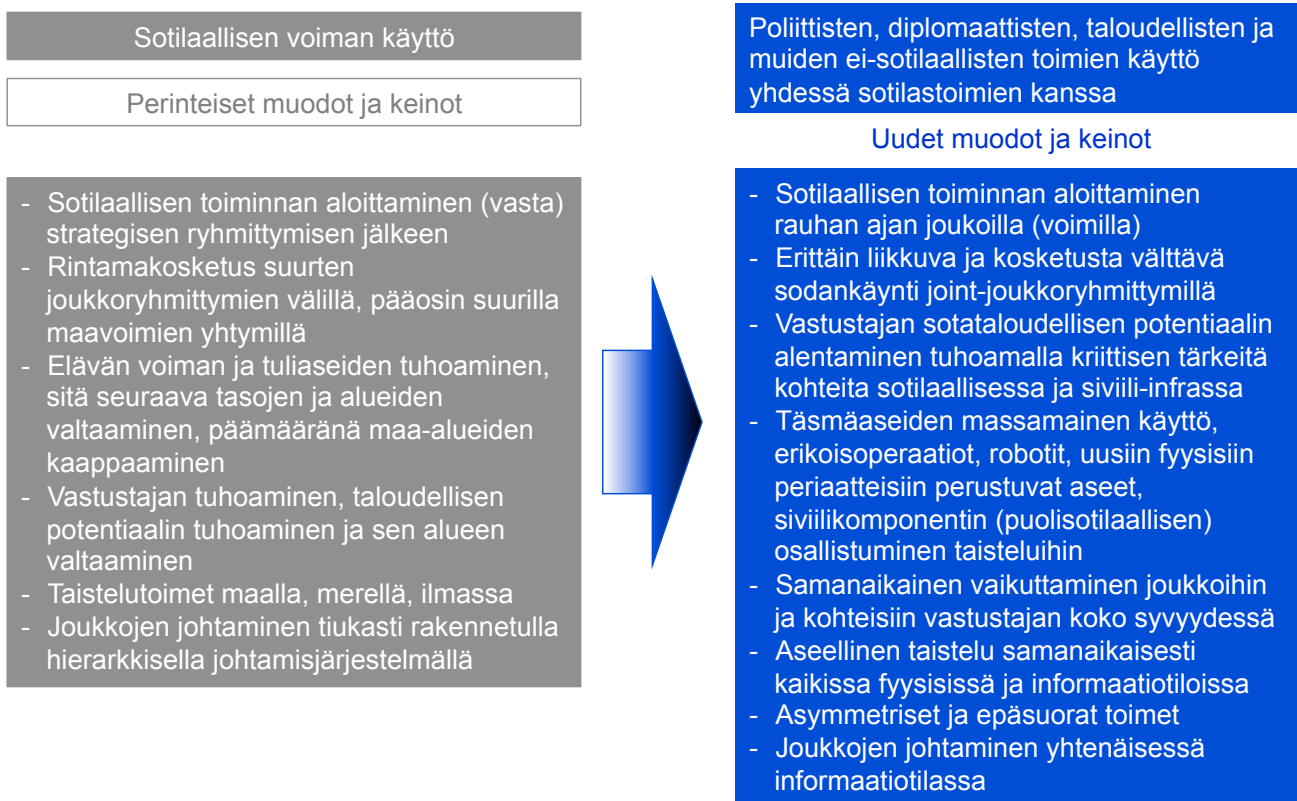 Sotilaallisen voiman käyttö
Perinteiset muodot ja keinot
- Sotilaallisen toiminnan aloittaminen (vasta)
strategisen ryhmittymisen jälkeen
- Rintamakosketus suurten
joukkoryhmittymien välillä, pääosin suurilla
maavoimien yhtymillä
- Elävän voiman ja tuliaseiden tuhoaminen,
sitä seuraava tasojen ja alueiden
valtaaminen, päämääränä maa-alueiden
kaappaaminen
- Vastustajan tuhoaminen, taloudellisen
potentiaalin tuhoaminen ja sen alueen
valtaaminen
- Taistelutoimet maalla, merellä, ilmassa
- Joukkojen johtaminen tiukasti rakennetulla
hierarkkisella johtamisjärjestelmällä
Poliittisten, diplomaattisten, taloudellisten ja
muiden ei-sotilaallisten toimien käyttö
yhdessä sotilastoimien kanssa
Uudet muodot ja keinot
- Sotilaallisen toiminnan aloittaminen
rauhan ajan joukoilla (voimilla)
- Erittäin liikkuva ja kosketusta välttävä
sodankäynti joint-joukkoryhmittymillä
- Vastustajan sotataloudellisen potentiaalin
alentaminen tuhoamalla kriittisen tärkeitä
kohteita sotilaallisessa ja siviili-infrassa
- Täsmäaseiden massamainen käyttö,
erikoisoperaatiot, robotit, uusiin fyysisiin
periaatteisiin perustuvat aseet,
siviilikomponentin (puolisotilaallisen)
osallistuminen taisteluihin
- Samanaikainen vaikuttaminen joukkoihin
ja kohteisiin vastustajan koko syvyydessä
- Aseellinen taistelu samanaikaisesti
kaikissa fyysisissä ja informaatiotiloissa
- Asymmetriset ja epäsuorat toimet
- Joukkojen johtaminen yhtenäisessä
informaatiotilassa